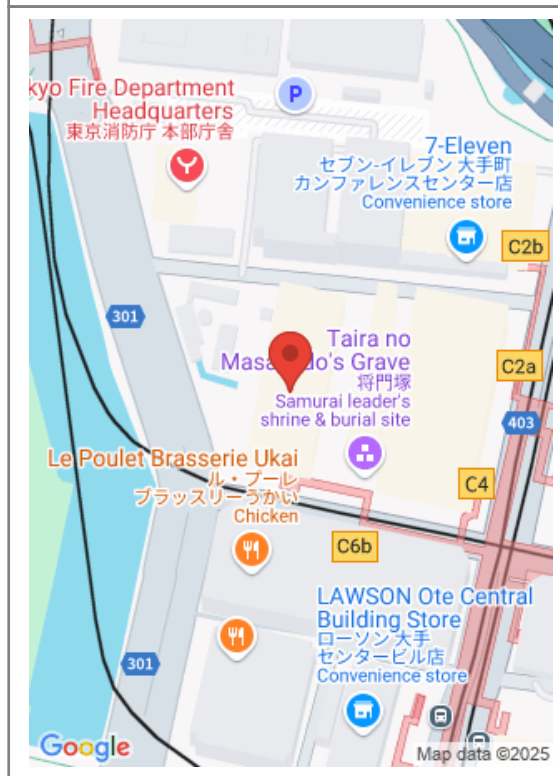 kyo Fire Department
Headquarters
東京消防庁 本部庁舎
P
7-Eleven
セブン-イレブン 大手町
カンファレンスセンター店
Convenience store
C2b
301
Taira no
Masa do's Grave
将門塚
Samurai leader's
shrine & burial site
C2a
403
Le Poulet Brasserie Ukai
ル・プーレ
ブラッスリーうかい
Chicken
C4
C6b
LAWSON Ote Central
Building Store
ローソン 大手
センタービル店
Convenience store
301
Google
Map data ©2025